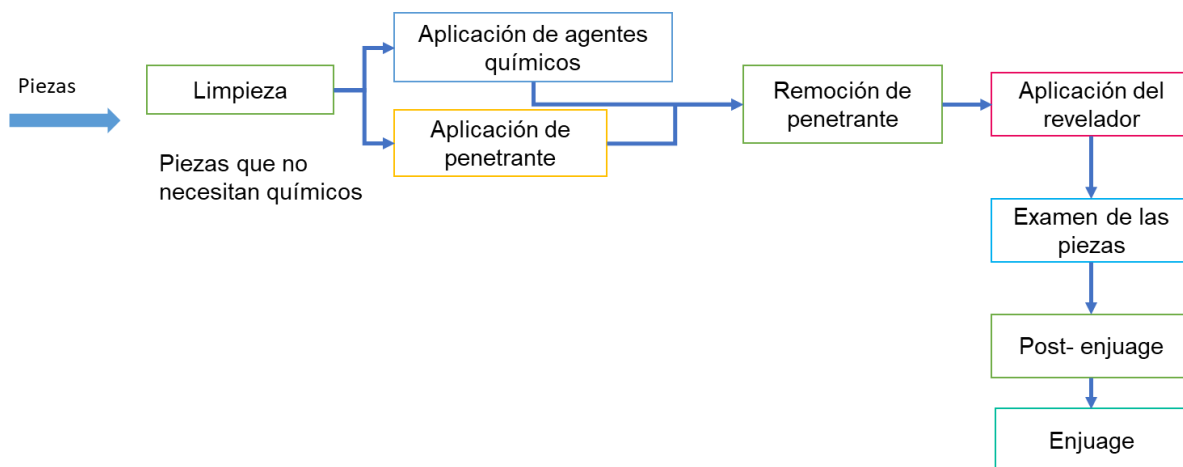 Piezas
Limpieza
Piezas que no
necesitan químicos
Aplicación de agentes
químicos
Aplicación de
penetrante
Remoción de
penetrante
Aplicación del
revelador
Examen de las
piezas
Post- enjuage
Enjuage